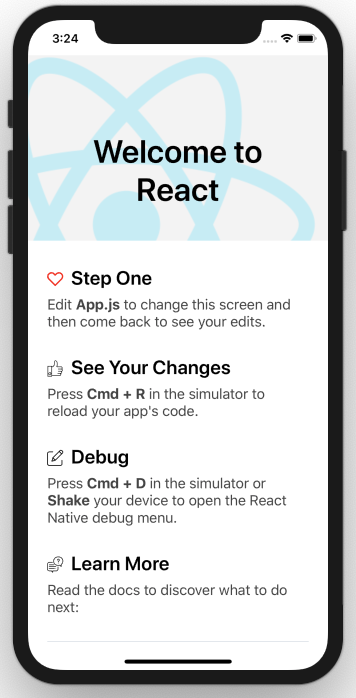 3:24
Welcome to
React
Step One
Edit App.js to change this screen and
then come back to see your edits.
See Your Changes
Press Cmd + R in the simulator to
reload your app's code.
Debug
Press Cmd + D in the simulator or
Shake your device to open the React
Native debug menu.
Learn More
Read the docs to discover what to do
next: